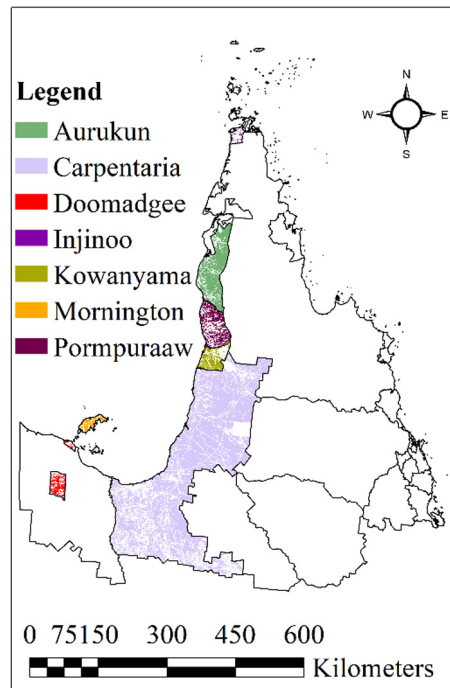 N
W E
S
Legend
Aurukun
Carpentaria
Doomadgee
Injinoo
Kowanyama
Mornington
Pormpuraaw
0 75150 300 450 600
Kilometers